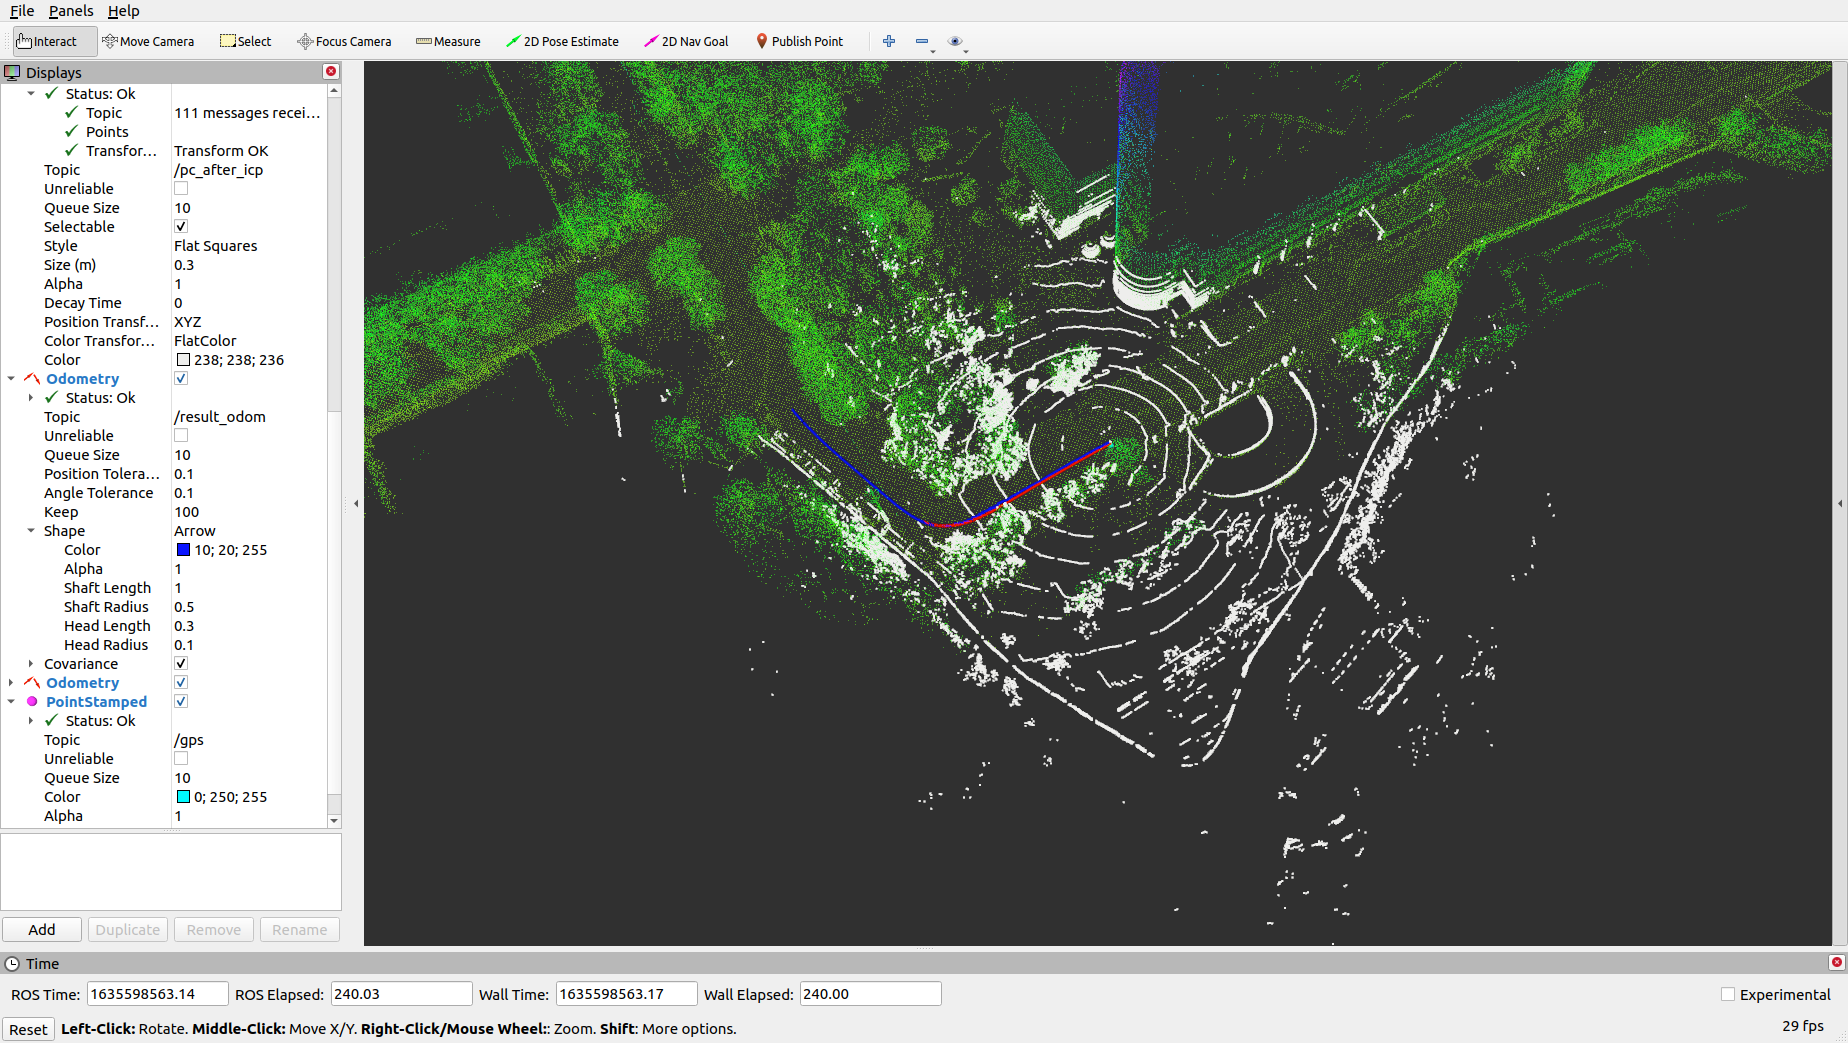 File Panels Help
Interact Move Camera Select Focus Camera Measure 2D Pose Estimate 2D Nav Goal Publish Point
Displays
Status: Ok
Topic 111 messages recei...
Points
Transfor... Transform OK
Topic /pc_after_icp
Unreliable
Queue Size 10
Selectable
Style Flat Squares
Size (m) 0.3
Alpha 1
Decay Time 0
Position Transf... XYZ
Color Transfor... FlatColor
Color 238; 238; 236
Odometry
Status: Ok
Topic /result_odom
Unreliable
Queue Size 10
Position Tolera... 0.1
Angle Tolerance 0.1
Keep 100
Shape Arrow
Color 10; 20; 255
Alpha 1
Shaft Length 1
Shaft Radius 0.5
Head Length 0.3
Head Radius 0.1
Covariance
Odometry
PointStamped
Status: Ok
Topic /gps
Unreliable
Queue Size 10
Color 0; 250; 255
Alpha 1
Add Duplicate Remove Rename
Time
ROS Time: 1635598563.14 ROS Elapsed: 240.03 Wall Time: 1635598563.17 Wall Elapsed: 240.00 Experimental
Reset Left-Click: Rotate. Middle-Click: Move X/Y. Right-Click/Mouse Wheel:: Zoom. Shift: More options. 29 fps